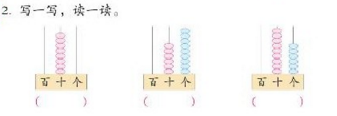 2. 写一写，读一读。
百 十 个 百 十 个 百 十 个
( ) ( ) ( )